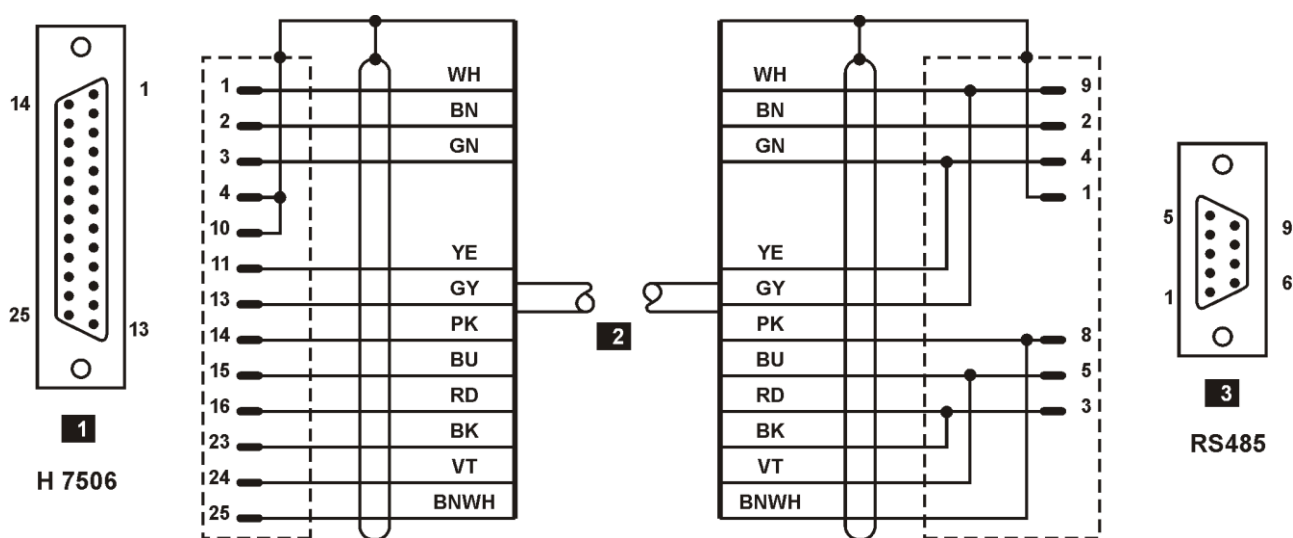 14
1
25
13
1
H 7506
1
2
3
4
10
11
13
14
15
16
23
24
25
WH
BN
GN
YE
GY
PK
BU
RD
BK
VT
BNWH
2
WH
BN
GN
YE
GY
PK
BU
RD
BK
VT
BNWH
9
2
4
1
8
5
3
5
9
1
6
3
RS485